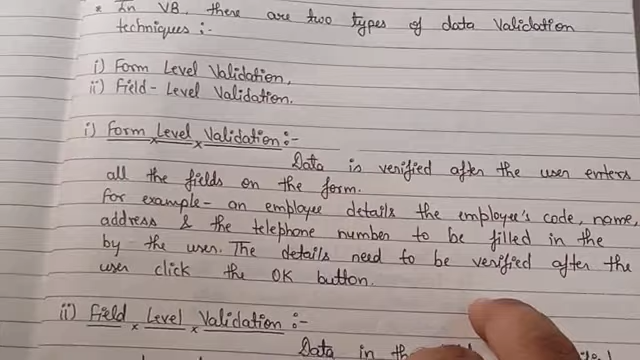 * In VB, there are two types of data Validation
techniques :-
i) Form Level Validation.
ii) Field - Level Validation.
i) Form Level Validation :-
Data is verified after the user enters
all the fields on the form.
For example - an employee details the employee's code, name,
address & the telephone number to be filled in the
by the user. The details need to be verified after the
user click the OK button.
ii) Field Level Validation :-
Data in the